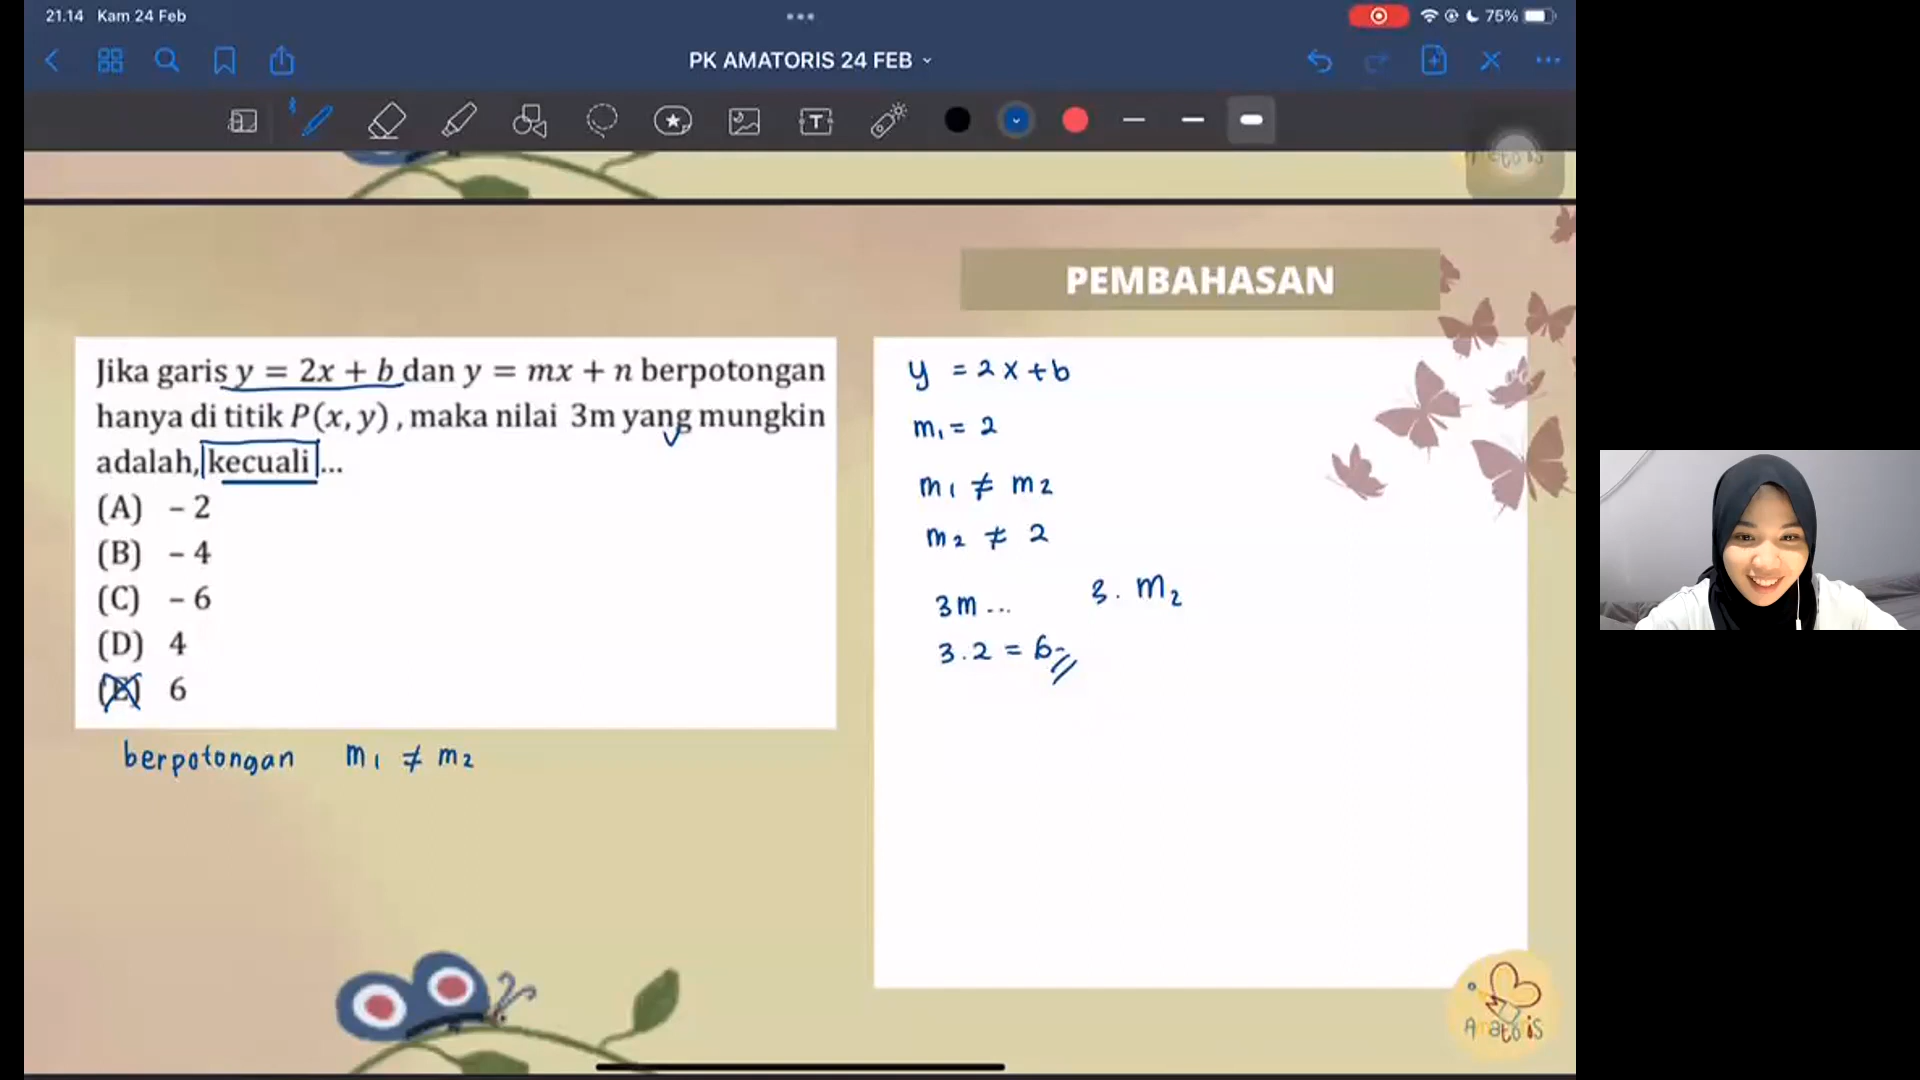 21.14 Kam 24 Feb
75%
PK AMATORIS 24 FEB
T
PEMBAHASAN
Jika garis y = 2x + b dan y = mx + n berpotongan
hanya di titik P(x, y) , maka nilai 3m yang mungkin
adalah, kecuali ...
(A) – 2
(B) – 4
(C) – 6
(D) 4
(E) 6
berpotongan m₁ ≠ m₂
y = 2x + b
m₁ = 2
m₁ ≠ m₂
m₂ ≠ 2
3m ... 3. m₂
3.2 = 6
Amatoris